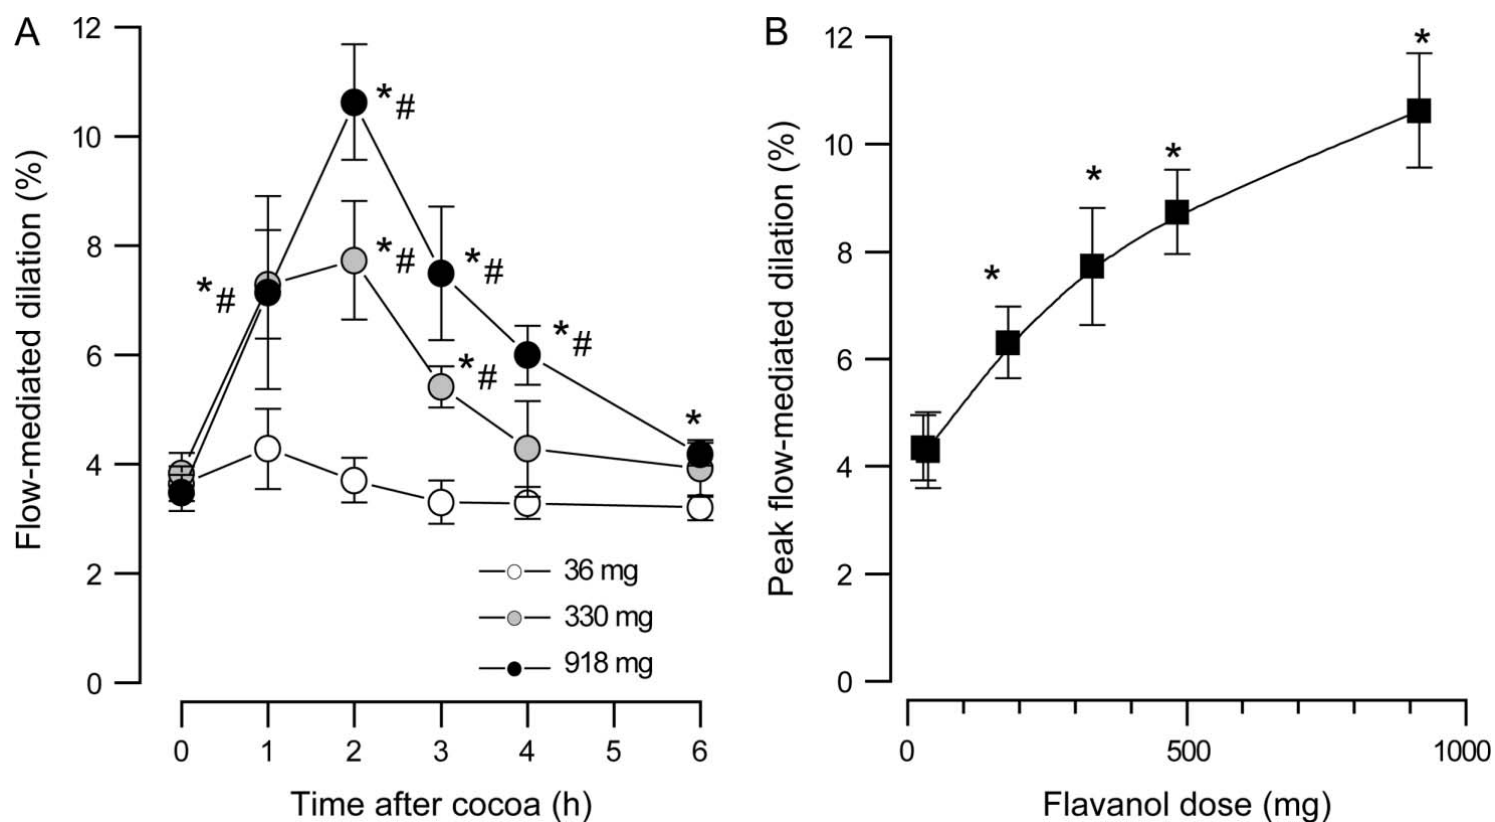 A
Flow-mediated dilation (%)
12
10
8
6
4
2
0
*#
*#
*#
*#
*#
*#
*
36 mg
330 mg
918 mg
0 1 2 3 4 5 6
Time after cocoa (h)
B
Peak flow-mediated dilation (%)
12
10
8
6
4
2
0
*
*
*
*
0 500 1000
Flavanol dose (mg)